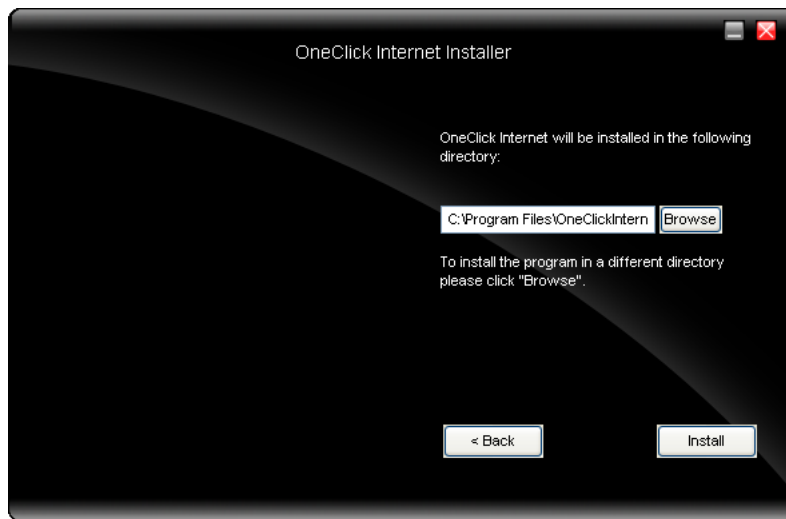 OneClick Internet Installer
OneClick Internet will be installed in the following
directory:
C:\Program Files\OneClickIntern
Browse
To install the program in a different directory
please click "Browse".
< Back
Install